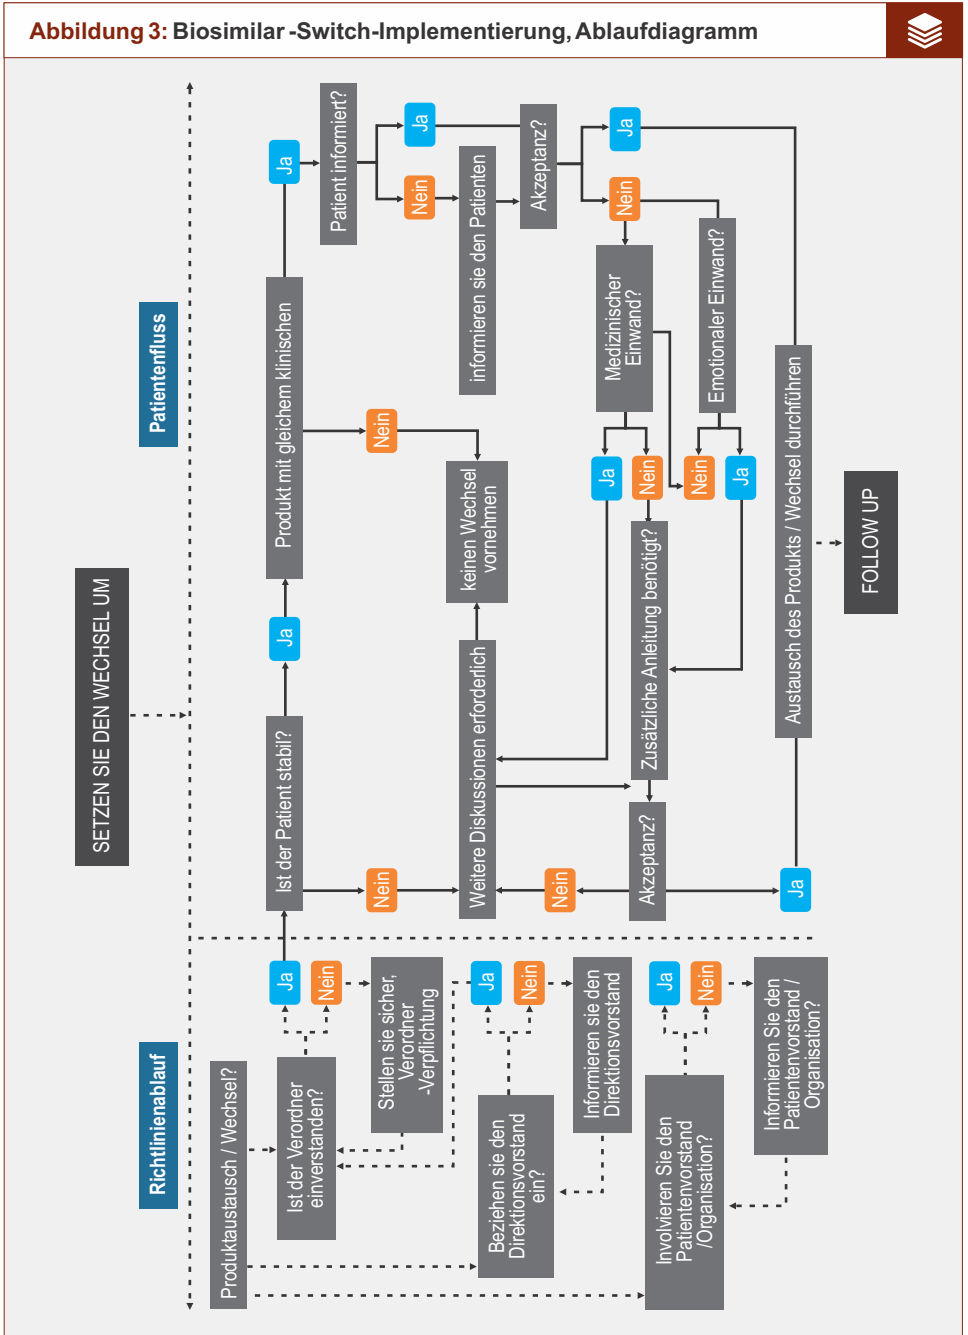 Abbildung 3: Biosimilar -Switch-Implementierung, Ablaufdiagramm
SETZEN SIE DEN WECHSEL UM
Richtlinienablauf
Patientenfluss
Produktaustausch / Wechsel?
Ist der Verordner
einverstanden?
Ja
Nein
Stellen sie sicher,
Verordner
-Verpflichtung
Beziehen sie den
Direktionsvorstand
ein?
Ja
Nein
Informieren sie den
Direktionsvorstand
Involvieren Sie den
Patientenvorstand
/Organisation?
Ja
Nein
Informieren Sie den
Patientenvorstand /
Organisation?
Ist der Patient stabil?
Ja
Nein
Produkt mit gleichem klinischen
Ja
Nein
Patient informiert?
Ja
Nein
informieren sie den Patienten
Akzeptanz?
Ja
Nein
keinen Wechsel
vornehmen
Weitere Diskussionen erforderlich
Medizinischer
Einwand?
Ja
Nein
Emotionaler Einwand?
Nein
Ja
Zusätzliche Anleitung benötigt?
Akzeptanz?
Nein
Ja
Austausch des Produkts / Wechsel durchführen
FOLLOW UP